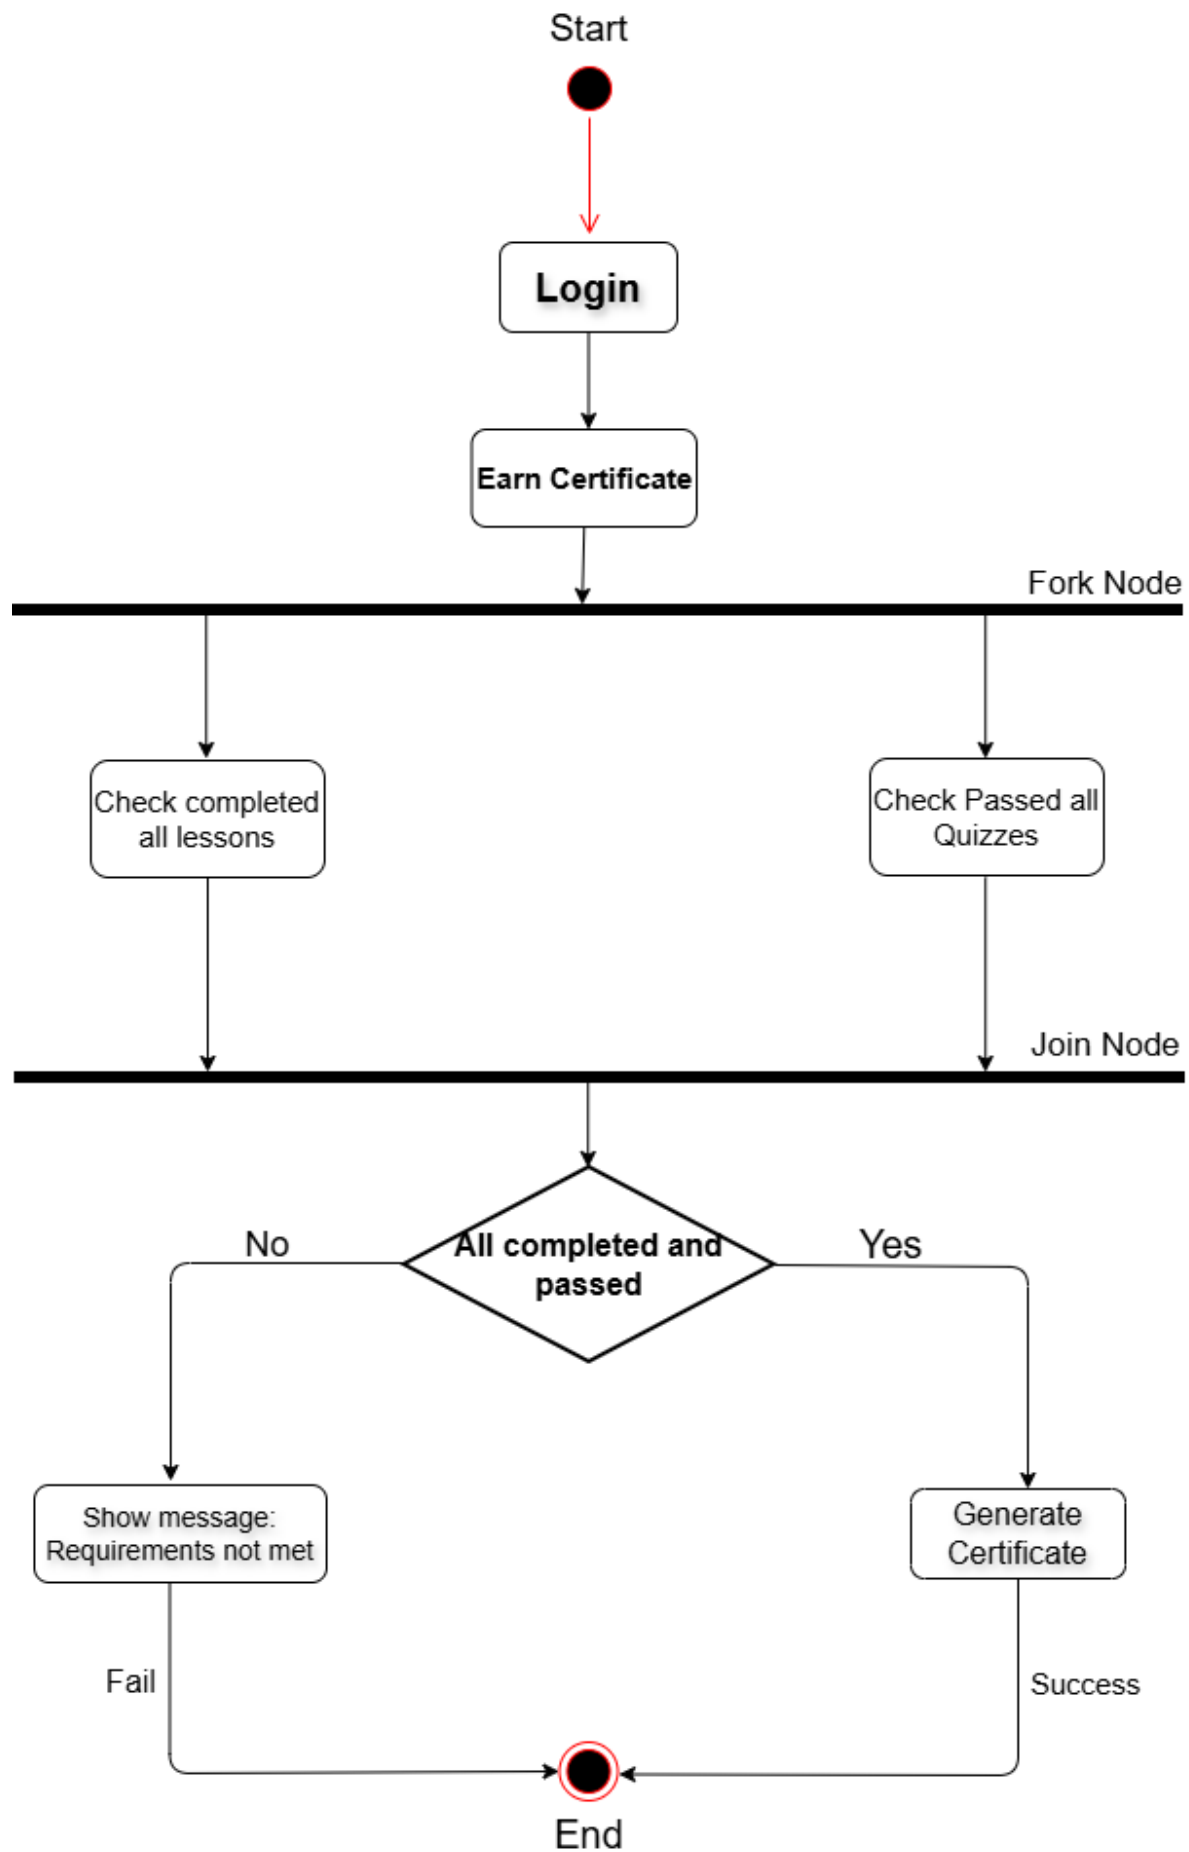 Start
Login
Earn Certificate
Fork Node
Check completed
all lessons
Check Passed all
Quizzes
Join Node
No
All completed and
passed
Yes
Show message:
Requirements not met
Generate
Certificate
Fail
Success
End